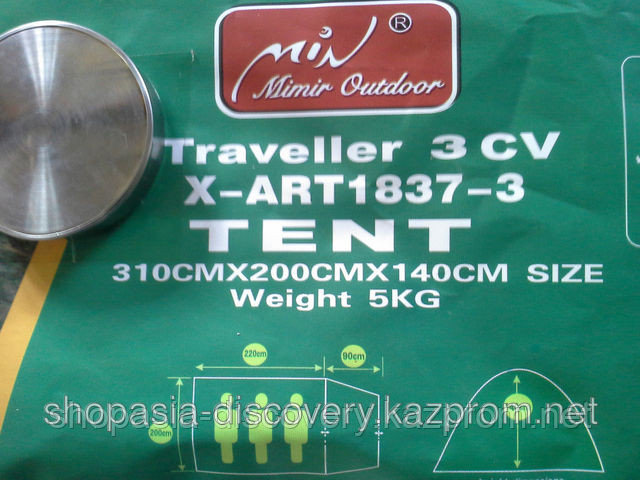 MIN ®
Mimir Outdoor
Traveller 3 CV
X-ART1837-3
TENT
310CMX200CMX140CM SIZE
Weight 5KG
220cm
90cm
200cm
shopasia-discovery.kazprom.net